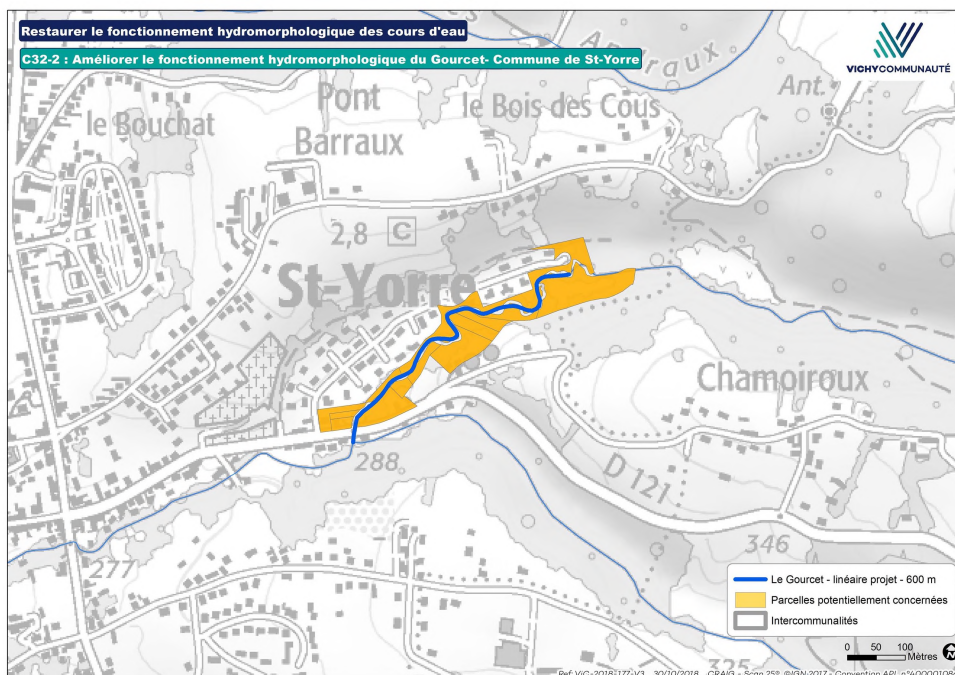 Restaurer le fonctionnement hydromorphologique des cours d'eau
C32-2 : Améliorer le fonctionnement hydromorphologique du Gourcet- Commune de St-Yorre
VICHYCOMMUNAUTÉ
Ant.
le Bouchat
Pont
Barraux
le Bois des Cous
2,8 C
St-Yorre
Chamoiroux
288
D 121
277
346
325
Le Gourcet - linéaire projet - 600 m
Parcelles potentiellement concernées
Intercommunalités
0 50 100
Mètres